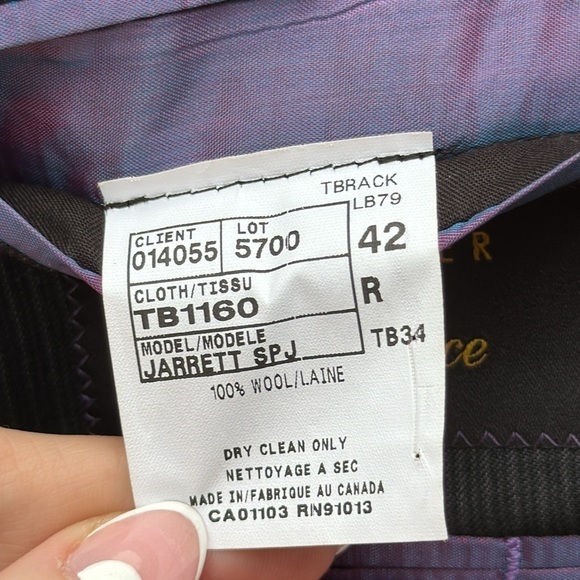 TBRACK
LB79
CLIENT
014055
LOT
5700
42
CLOTH/TISSU
TB1160
R
MODEL/MODELE
JARRETT SPJ
TB34
100% WOOL/LAINE
DRY CLEAN ONLY
NETTOYAGE A SEC
MADE IN/FABRIQUE AU CANADA
CA01103 RN91013